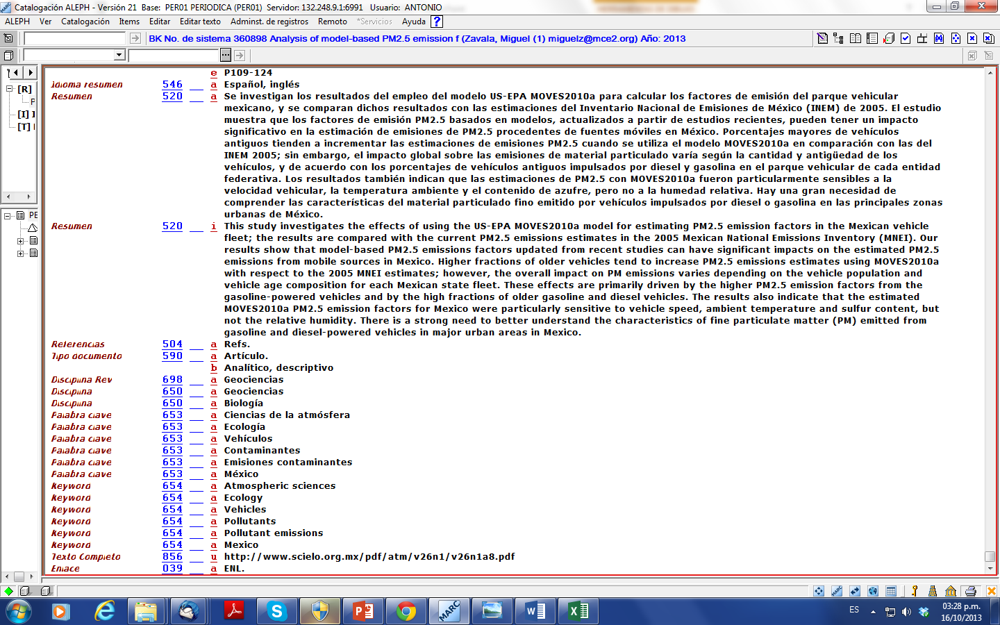 Catalogación ALEPH - Versión 21 Base: PER01 PERIODICA (PER01) Servidor: 132.248.9.1:6991 Usuario: ANTONIO
ALEPH Ver Catalogación Items Editar Editar texto Administ. de registros Remoto *Servicios Ayuda ?
BK No. de sistema 360898 Analysis of model-based PM2.5 emission f (Zavala, Miguel (1) miguelz@mce2.org) Año: 2013
[R]
P
[I]
[T]
PE
e P109-124
Idioma resumen 546 a Español, inglés
Resumen 520 a Se investigan los resultados del empleo del modelo US-EPA MOVES2010a para calcular los factores de emisión del parque vehicular
mexicano, y se comparan dichos resultados con las estimaciones del Inventario Nacional de Emisiones de México (INEM) de 2005. El estudio
muestra que los factores de emisión PM2.5 basados en modelos, actualizados a partir de estudios recientes, pueden tener un impacto
significativo en la estimación de emisiones de PM2.5 procedentes de fuentes móviles en México. Porcentajes mayores de vehículos
antiguos tienden a incrementar las estimaciones de emisiones PM2.5 cuando se utiliza el modelo MOVES2010a en comparación con las del
INEM 2005; sin embargo, el impacto global sobre las emisiones de material particulado varía según la cantidad y antigüedad de los
vehículos, y de acuerdo con los porcentajes de vehículos antiguos impulsados por diesel y gasolina en el parque vehicular de cada entidad
federativa. Los resultados también indican que las estimaciones de PM2.5 con MOVES2010a fueron particularmente sensibles a la
velocidad vehicular, la temperatura ambiente y el contenido de azufre, pero no a la humedad relativa. Hay una gran necesidad de
comprender las características del material particulado fino emitido por vehículos impulsados por diesel o gasolina en las principales zonas
urbanas de México.
Resumen 520 i This study investigates the effects of using the US-EPA MOVES2010a model for estimating PM2.5 emission factors in the Mexican vehicle
fleet; the results are compared with the current PM2.5 emissions estimates in the 2005 Mexican National Emissions Inventory (MNEI). Our
results show that model-based PM2.5 emissions factors updated from recent studies can have significant impacts on the estimated PM2.5
emissions from mobile sources in Mexico. Higher fractions of older vehicles tend to increase PM2.5 emissions estimates using MOVES2010a
with respect to the 2005 MNEI estimates; however, the overall impact on PM emissions varies depending on the vehicle population and
vehicle age composition for each Mexican state fleet. These effects are primarily driven by the higher PM2.5 emission factors from the
gasoline-powered vehicles and by the high fractions of older gasoline and diesel vehicles. The results also indicate that the estimated
MOVES2010a PM2.5 emission factors for Mexico were particularly sensitive to vehicle speed, ambient temperature and sulfur content, but
not the relative humidity. There is a strong need to better understand the characteristics of fine particulate matter (PM) emitted from
gasoline and diesel-powered vehicles in major urban areas in Mexico.
Referencias 504 a Refs.
Tipo documento 590 a Artículo.
b Analítico, descriptivo
Disciplina Rev 698 a Geociencias
Disciplina 650 a Geociencias
Disciplina 650 a Biología
Palabra clave 653 a Ciencias de la atmósfera
Palabra clave 653 a Ecología
Palabra clave 653 a Vehículos
Palabra clave 653 a Contaminantes
Palabra clave 653 a Emisiones contaminantes
Palabra clave 653 a México
Keyword 654 a Atmospheric sciences
Keyword 654 a Ecology
Keyword 654 a Vehicles
Keyword 654 a Pollutants
Keyword 654 a Pollutant emissions
Keyword 654 a Mexico
Texto Completo 856 u http://www.scielo.org.mx/pdf/atm/v26n1/v26n1a8.pdf
Enlace 039 a ENL.
MARC
ES
03:28 p.m.
16/10/2013